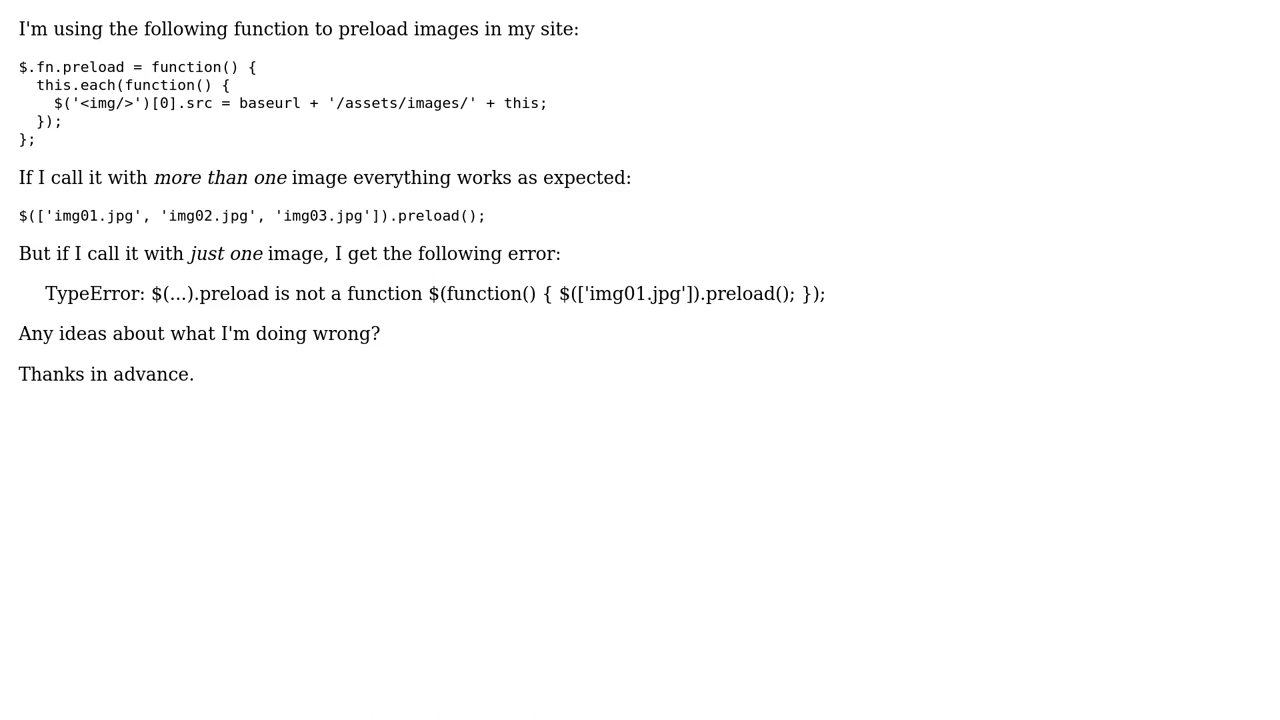 I'm using the following function to preload images in my site:
$.fn.preload = function() {
  this.each(function() {
    $('<img/>')[0].src = baseurl + '/assets/images/' + this;
  });
};
If I call it with more than one image everything works as expected:
$(['img01.jpg', 'img02.jpg', 'img03.jpg']).preload();
But if I call it with just one image, I get the following error:
TypeError: $(...).preload is not a function $(function() { $(['img01.jpg']).preload(); });
Any ideas about what I'm doing wrong?
Thanks in advance.